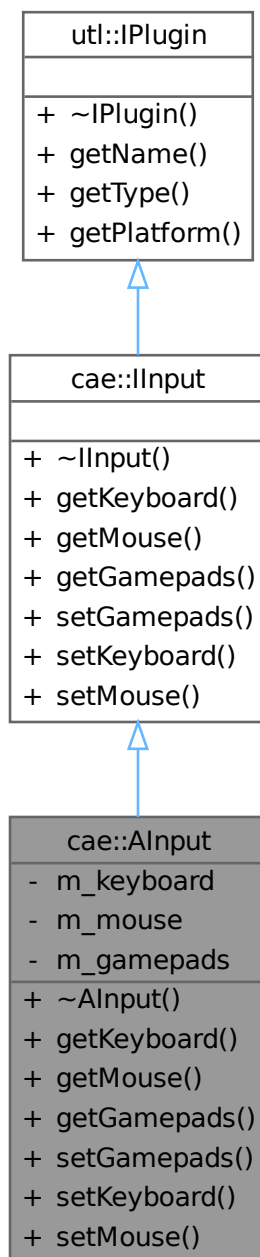 utl::IPlugin
+ ~IPlugin()
+ getName()
+ getType()
+ getPlatform()
cae::IInput
+ ~IInput()
+ getKeyboard()
+ getMouse()
+ getGamepads()
+ setGamepads()
+ setKeyboard()
+ setMouse()
cae::AInput
- m_keyboard
- m_mouse
- m_gamepads
+ ~AInput()
+ getKeyboard()
+ getMouse()
+ getGamepads()
+ setGamepads()
+ setKeyboard()
+ setMouse()